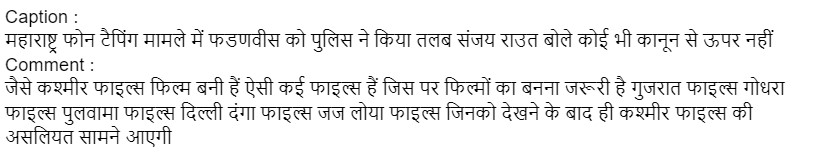 Caption :
महाराष्ट्र फोन टैपिंग मामले में फडणवीस को पुलिस ने किया तलब संजय राउत बोले कोई भी कानून से ऊपर नहीं
Comment :
जैसे कश्मीर फाइल्स फिल्म बनी हैं ऐसी कई फाइल्स हैं जिस पर फिल्मों का बनना जरूरी है गुजरात फाइल्स गोधरा
फाइल्स पुलवामा फाइल्स दिल्ली दंगा फाइल्स जज लोया फाइल्स जिनको देखने के बाद ही कश्मीर फाइल्स की
असलियत सामने आएगी